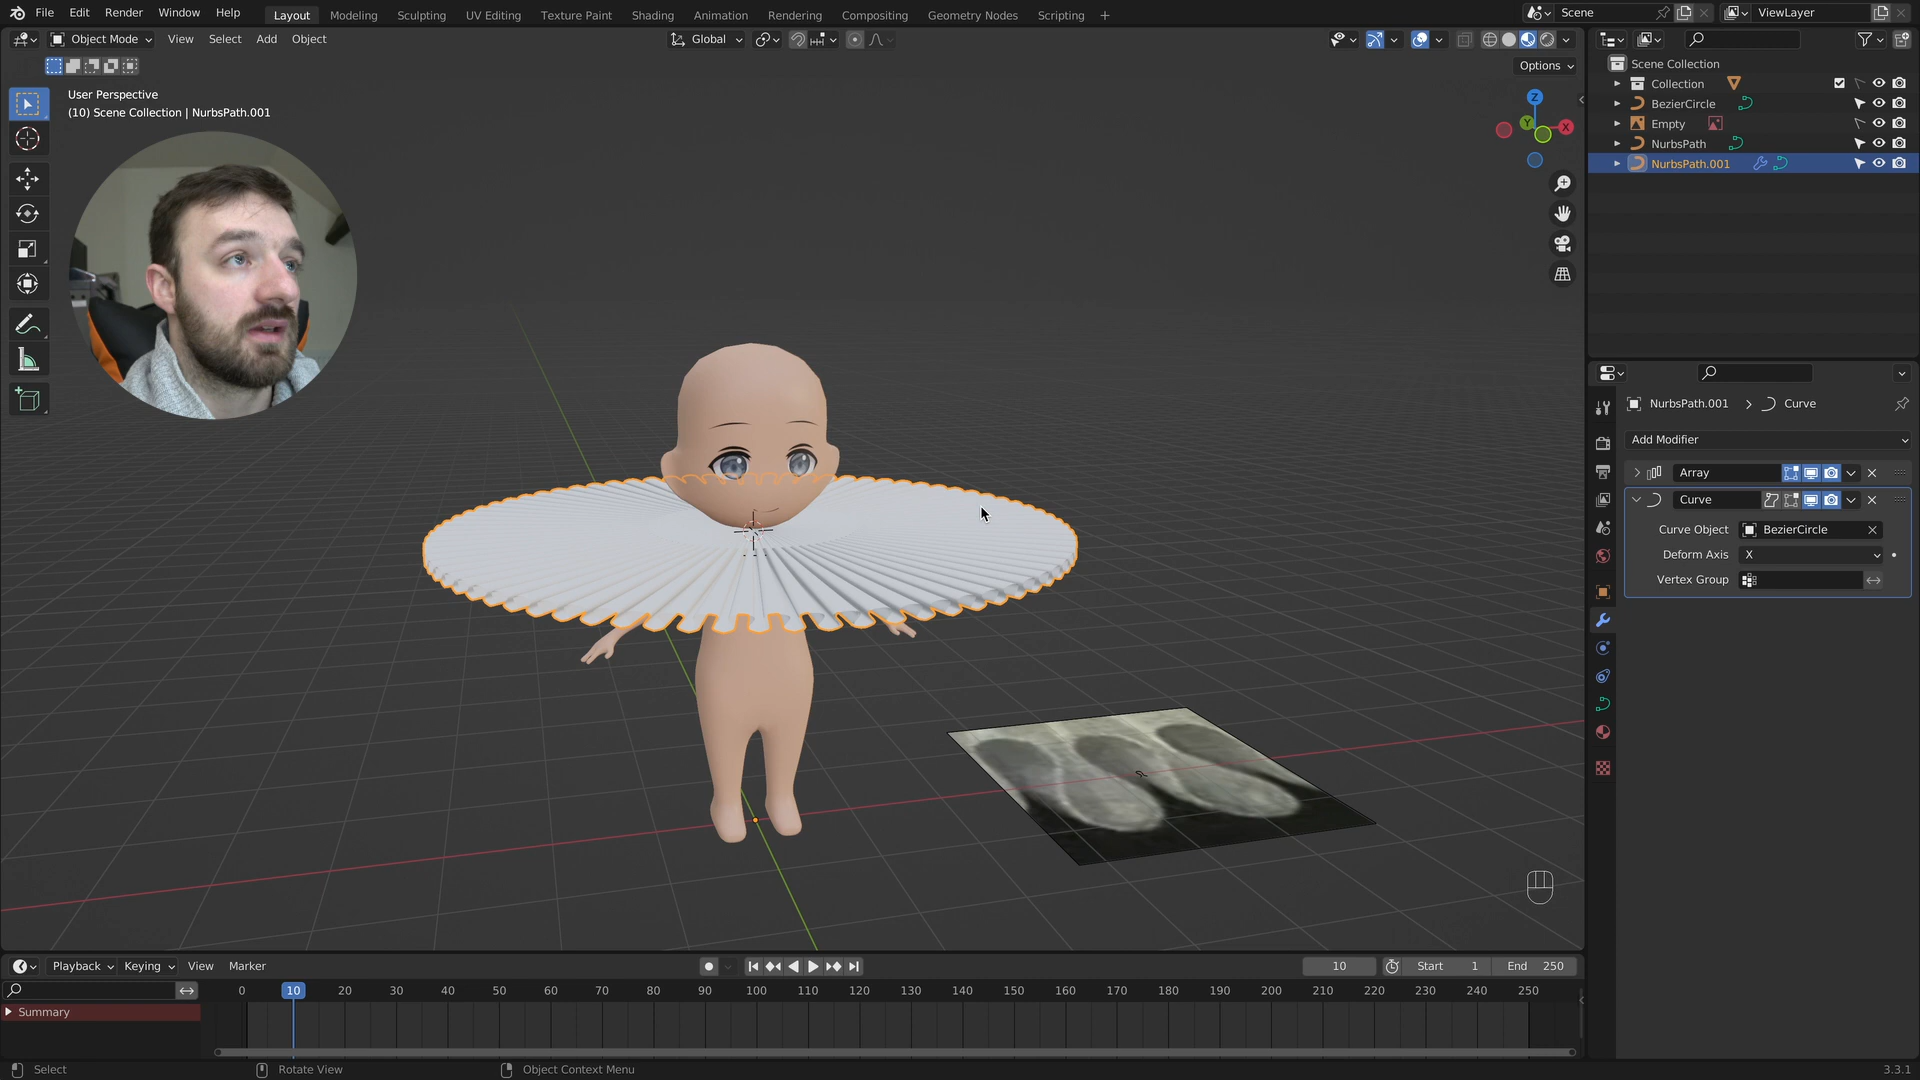 File Edit Render Window Help Layout Modeling Sculpting UV Editing Texture Paint Shading Animation Rendering Compositing Geometry Nodes Scripting + Scene ViewLayer
Object Mode View Select Add Object Global
Options
User Perspective
(10) Scene Collection | NurbsPath.001
Z
Y
X
Scene Collection
Collection
BezierCircle
Empty
NurbsPath
NurbsPath.001
NurbsPath.001 > Curve
Add Modifier
Array
Curve
Curve Object BezierCircle
Deform Axis X
Vertex Group
Playback Keying View Marker 10 Start 1 End 250
0 10 20 30 40 50 60 70 80 90 100 110 120 130 140 150 160 170 180 190 200 210 220 230 240 250
Summary
Select Rotate View Object Context Menu 3.3.1